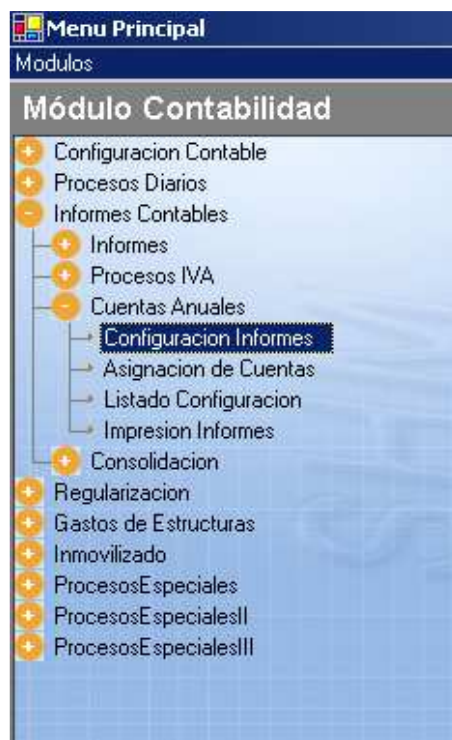 Menu Principal
Modulos
Módulo Contabilidad
Configuracion Contable
Procesos Diarios
Informes Contables
Informes
Procesos IVA
Cuentas Anuales
Configuracion Informes
Asignacion de Cuentas
Listado Configuracion
Impresion Informes
Consolidacion
Regularizacion
Gastos de Estructuras
Inmovilizado
ProcesosEspeciales
ProcesosEspecialesII
ProcesosEspecialesIII